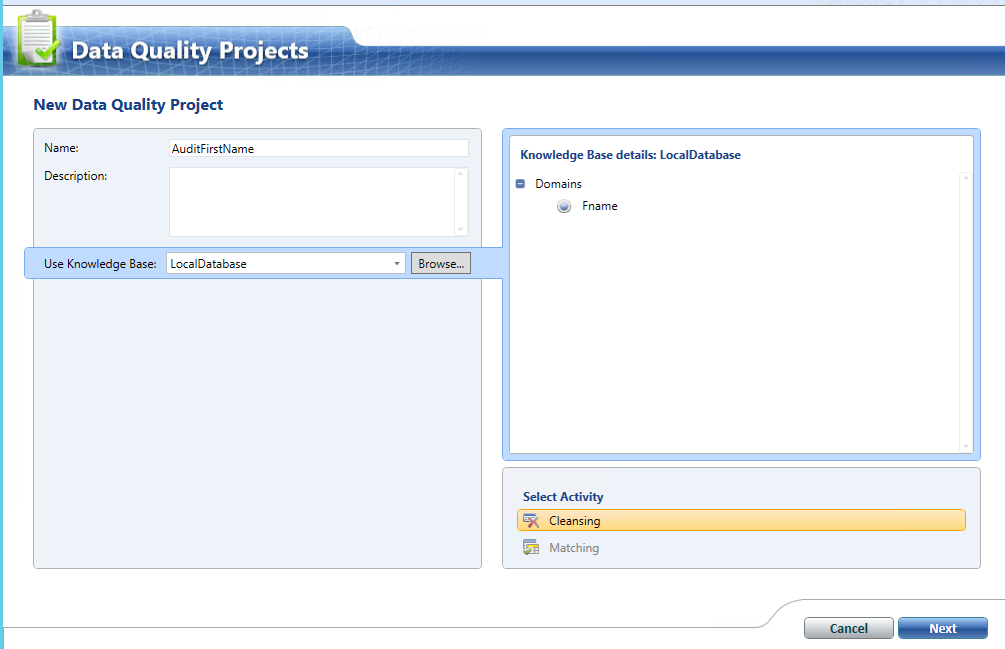 Data Quality Projects
New Data Quality Project
Name: AuditFirstName
Description:
Use Knowledge Base: LocalDatabase Browse...
Knowledge Base details: LocalDatabase
Domains
Fname
Select Activity
Cleansing
Matching
Cancel Next